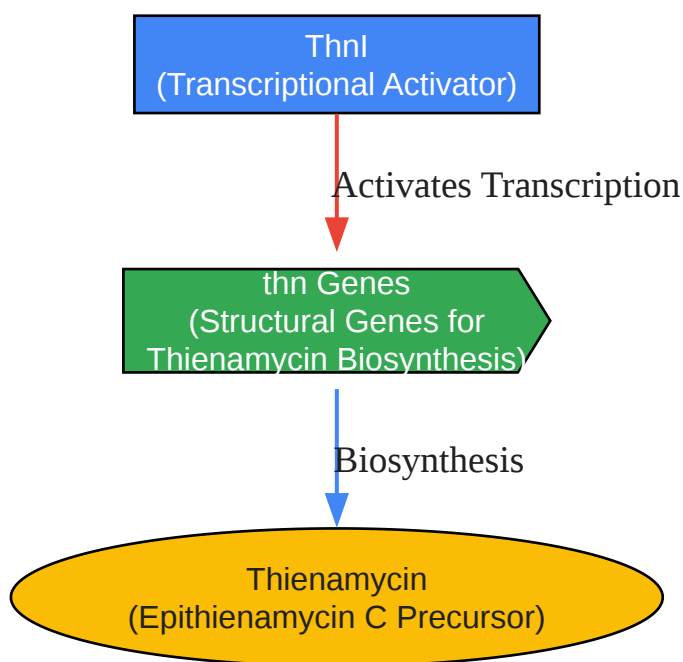 ThnI
(Transcriptional Activator)
Activates Transcription
thn Genes
(Structural Genes for
Thienamycin Biosynthesis)
Biosynthesis
Thienamycin
(Epithienamycin C Precursor)